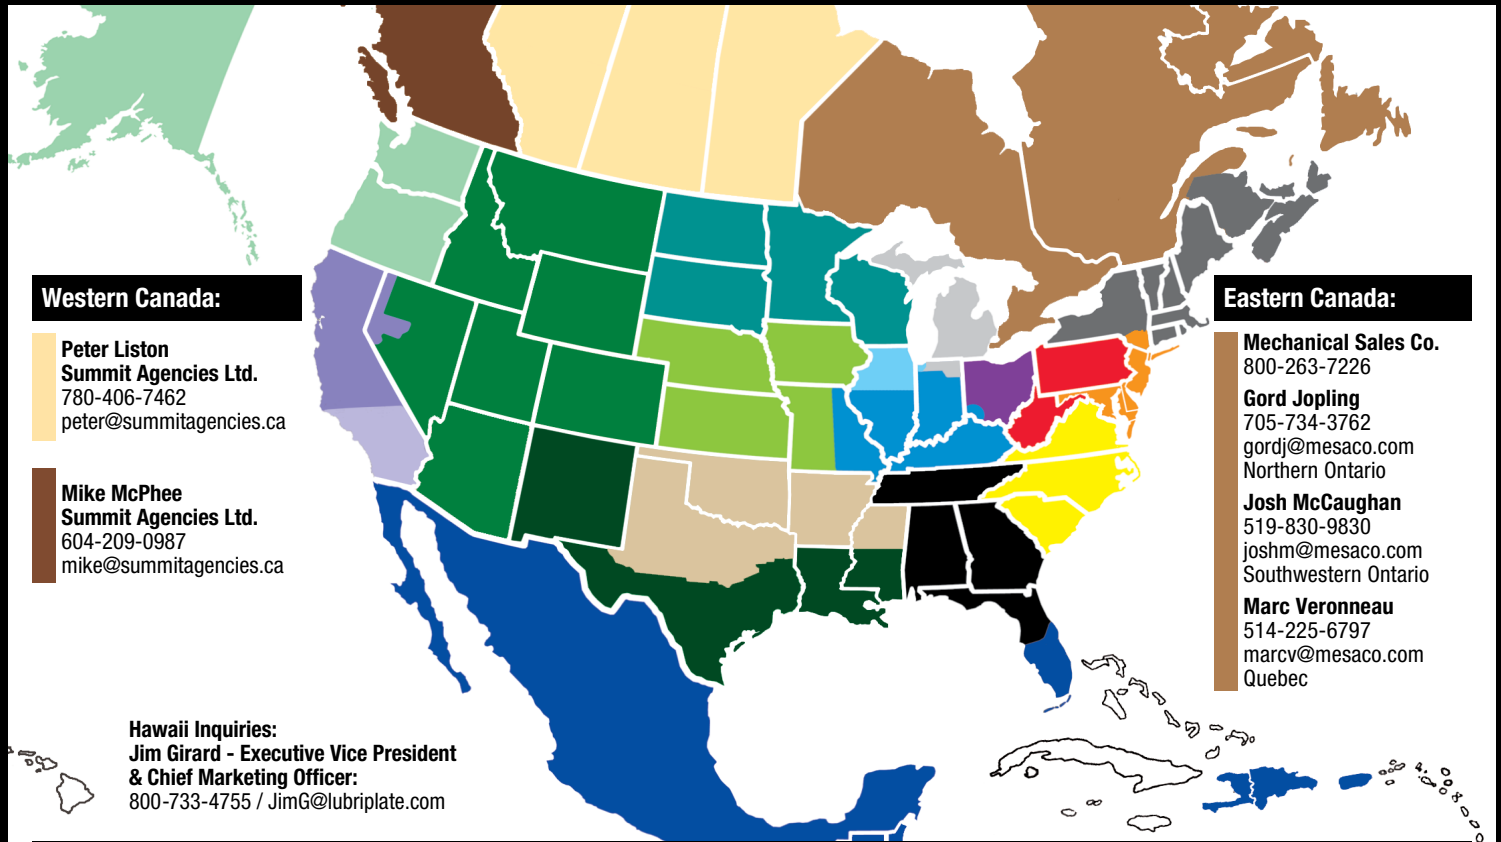 Western Canada:
Peter Liston
Summit Agencies Ltd.
780-406-7462
peter@summitagencies.ca
Mike McPhee
Summit Agencies Ltd.
604-209-0987
mike@summitagencies.ca
Hawaii Inquiries:
Jim Girard - Executive Vice President
& Chief Marketing Officer:
800-733-4755 / JimG@lubriplate.com
Eastern Canada:
Mechanical Sales Co.
800-263-7226
Gord Jopling
705-734-3762
gordj@mesaco.com
Northern Ontario
Josh McCaughan
519-830-9830
joshm@mesaco.com
Southwestern Ontario
Marc Veronneau
514-225-6797
marcv@mesaco.com
Quebec